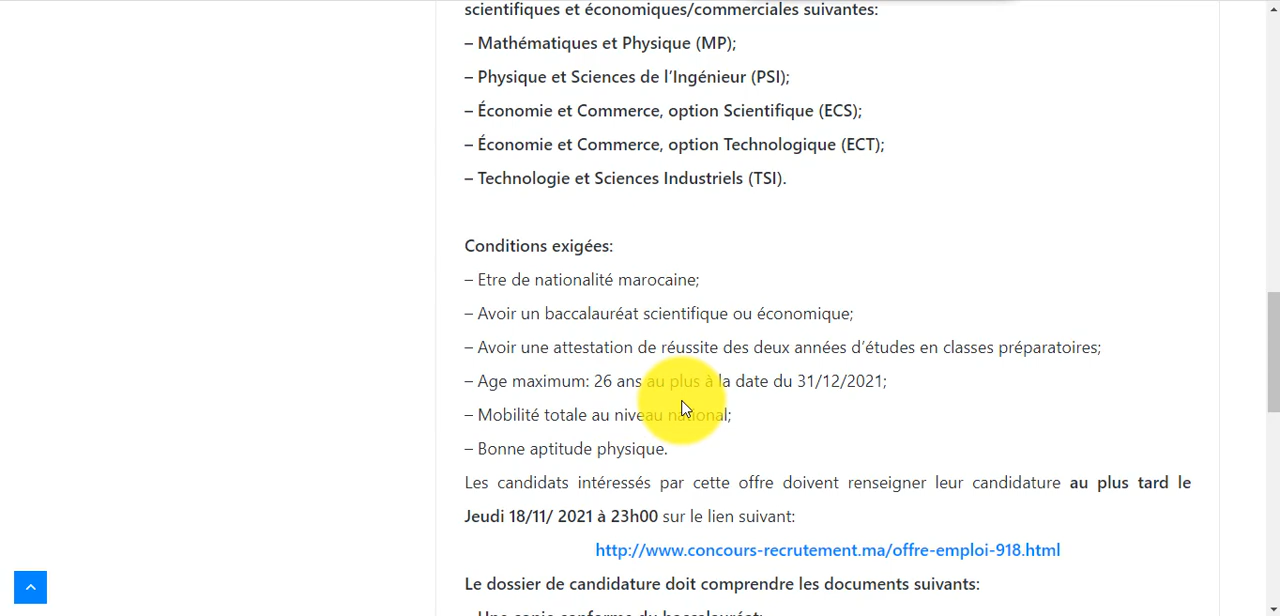 scientifiques et économiques/commerciales suivantes:
– Mathématiques et Physique (MP);
– Physique et Sciences de l’Ingénieur (PSI);
– Économie et Commerce, option Scientifique (ECS);
– Économie et Commerce, option Technologique (ECT);
– Technologie et Sciences Industriels (TSI).
Conditions exigées:
– Etre de nationalité marocaine;
– Avoir un baccalauréat scientifique ou économique;
– Avoir une attestation de réussite des deux années d’études en classes préparatoires;
– Age maximum: 26 ans au plus à la date du 31/12/2021;
– Mobilité totale au niveau national;
– Bonne aptitude physique.
Les candidats intéressés par cette offre doivent renseigner leur candidature au plus tard le
Jeudi 18/11/ 2021 à 23h00 sur le lien suivant:
http://www.concours-recrutement.ma/offre-emploi-918.html
Le dossier de candidature doit comprendre les documents suivants:
– Une copie conforme du baccalauréat;